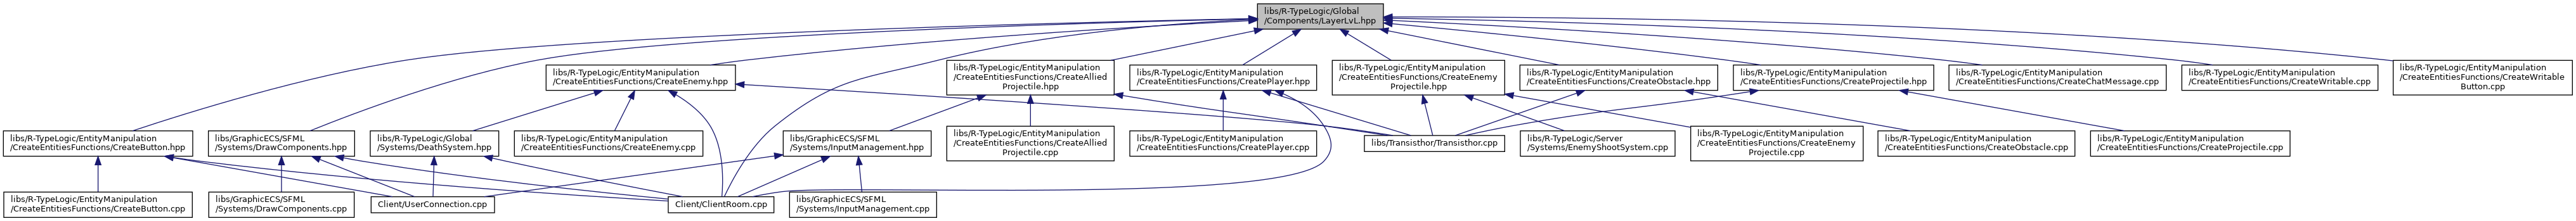 libs/R-TypeLogic/Global
/Components/LayerLvL.hpp
libs/R-TypeLogic/EntityManipulation
/CreateEntitiesFunctions/CreateEnemy.hpp
libs/R-TypeLogic/EntityManipulation
/CreateEntitiesFunctions/CreateAllied
Projectile.hpp
libs/R-TypeLogic/EntityManipulation
/CreateEntitiesFunctions/CreatePlayer.hpp
libs/R-TypeLogic/EntityManipulation
/CreateEntitiesFunctions/CreateEnemy
Projectile.hpp
libs/R-TypeLogic/EntityManipulation
/CreateEntitiesFunctions/CreateObstacle.hpp
libs/R-TypeLogic/EntityManipulation
/CreateEntitiesFunctions/CreateProjectile.hpp
libs/R-TypeLogic/EntityManipulation
/CreateEntitiesFunctions/CreateChatMessage.cpp
libs/R-TypeLogic/EntityManipulation
/CreateEntitiesFunctions/CreateWritable.cpp
libs/R-TypeLogic/EntityManipulation
/CreateEntitiesFunctions/CreateWritable
Button.cpp
libs/R-TypeLogic/EntityManipulation
/CreateEntitiesFunctions/CreateButton.hpp
libs/GraphicECS/SFML
/Systems/DrawComponents.hpp
libs/R-TypeLogic/Global
/Systems/DeathSystem.hpp
libs/R-TypeLogic/EntityManipulation
/CreateEntitiesFunctions/CreateEnemy.cpp
libs/GraphicECS/SFML
/Systems/InputManagement.hpp
libs/R-TypeLogic/EntityManipulation
/CreateEntitiesFunctions/CreateAllied
Projectile.cpp
libs/R-TypeLogic/EntityManipulation
/CreateEntitiesFunctions/CreatePlayer.cpp
libs/Transisthor/Transisthor.cpp
libs/R-TypeLogic/Server
/Systems/EnemyShootSystem.cpp
libs/R-TypeLogic/EntityManipulation
/CreateEntitiesFunctions/CreateEnemy
Projectile.cpp
libs/R-TypeLogic/EntityManipulation
/CreateEntitiesFunctions/CreateObstacle.cpp
libs/R-TypeLogic/EntityManipulation
/CreateEntitiesFunctions/CreateProjectile.cpp
libs/R-TypeLogic/EntityManipulation
/CreateEntitiesFunctions/CreateButton.cpp
libs/GraphicECS/SFML
/Systems/DrawComponents.cpp
Client/UserConnection.cpp
Client/ClientRoom.cpp
libs/GraphicECS/SFML
/Systems/InputManagement.cpp